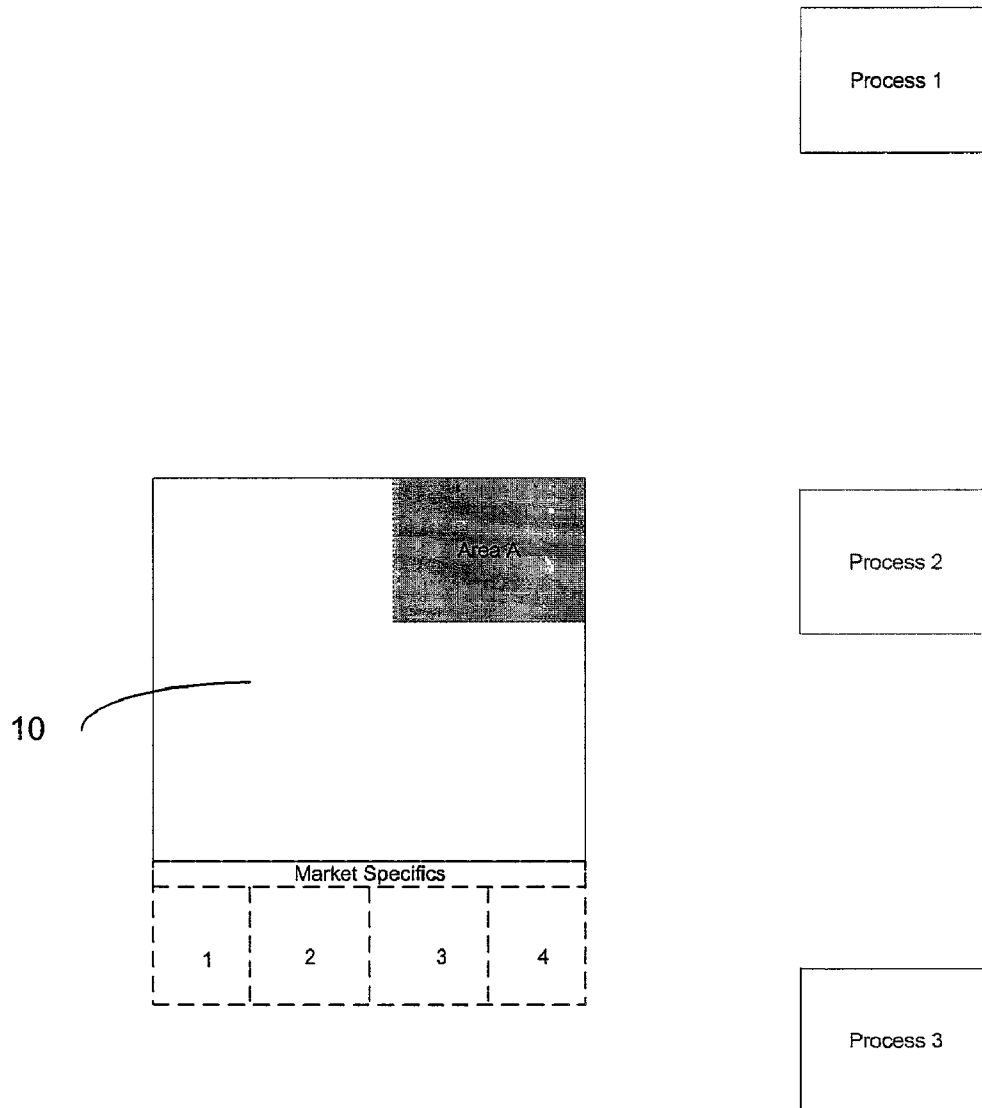 Process 1
Area A
Process 2
10
Market Specifics
1 2 3 4
Process 3